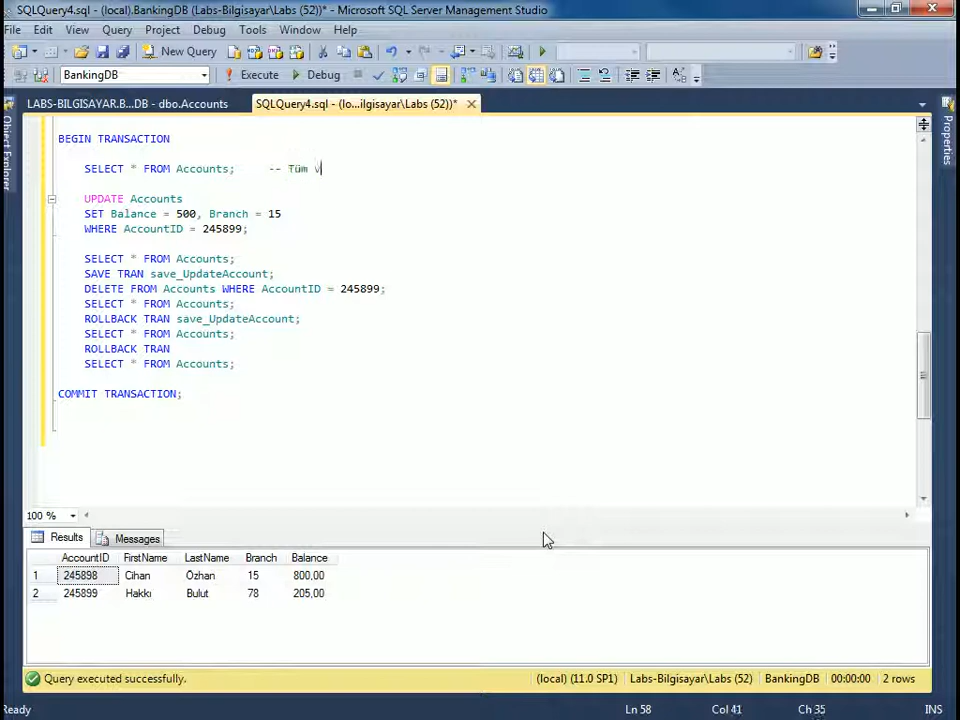 SQLQuery4.sql - (local).BankingDB (Labs-Bilgisayar\Labs (52))* - Microsoft SQL Server Management Studio
File Edit View Query Project Debug Tools Window Help
New Query
BankingDB Execute Debug
LABS-BILGISAYAR.B...DB - dbo.Accounts SQLQuery4.sql - (lo...ilgisayar\Labs (52))*
Object Explorer
Properties
BEGIN TRANSACTION
SELECT * FROM Accounts; -- Tüm v
UPDATE Accounts
SET Balance = 500, Branch = 15
WHERE AccountID = 245899;
SELECT * FROM Accounts;
SAVE TRAN save_UpdateAccount;
DELETE FROM Accounts WHERE AccountID = 245899;
SELECT * FROM Accounts;
ROLLBACK TRAN save_UpdateAccount;
SELECT * FROM Accounts;
ROLLBACK TRAN
SELECT * FROM Accounts;
COMMIT TRANSACTION;
100 %
Results Messages
AccountID FirstName LastName Branch Balance
1 245898 Cihan Özhan 15 800,00
2 245899 Hakkı Bulut 78 205,00
Query executed successfully. (local) (11.0 SP1) Labs-Bilgisayar\Labs (52) BankingDB 00:00:00 2 rows
Ready Ln 58 Col 41 Ch 35 INS